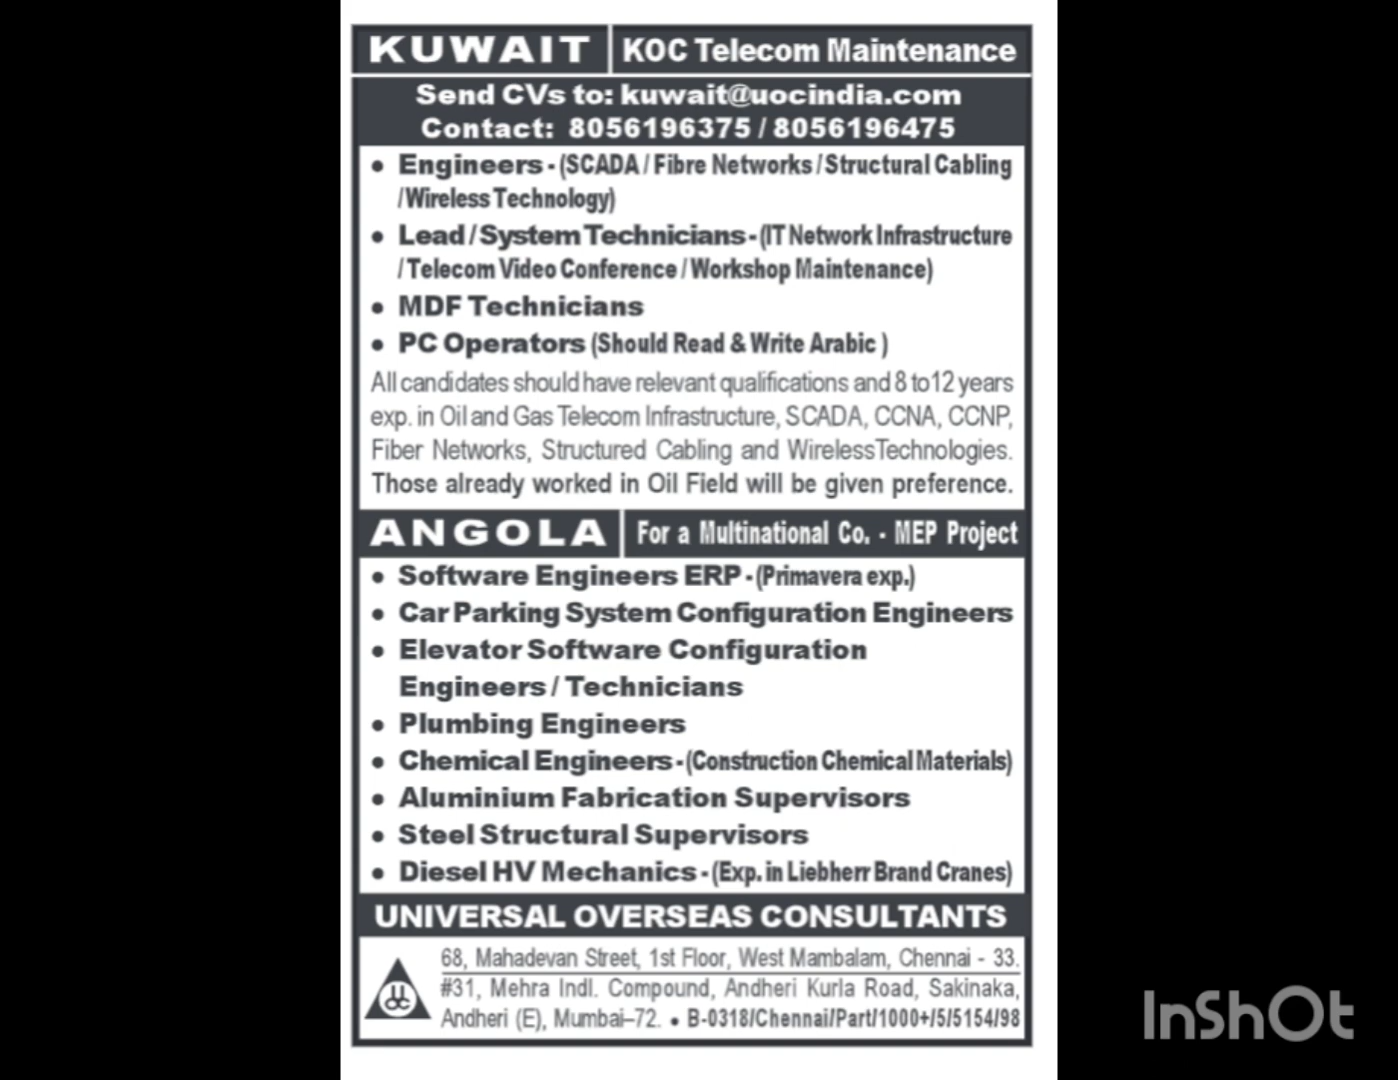 KUWAIT KOC Telecom Maintenance
Send CVs to: kuwait@uocindia.com
Contact: 8056196375 / 8056196475
• Engineers - (SCADA / Fibre Networks / Structural Cabling
/ Wireless Technology)
• Lead / System Technicians - (IT Network Infrastructure
/ Telecom Video Conference / Workshop Maintenance)
• MDF Technicians
• PC Operators (Should Read & Write Arabic )
All candidates should have relevant qualifications and 8 to12 years
exp. in Oil and Gas Telecom Infrastructure, SCADA, CCNA, CCNP,
Fiber Networks, Structured Cabling and WirelessTechnologies.
Those already worked in Oil Field will be given preference.
ANGOLA For a Multinational Co. - MEP Project
• Software Engineers ERP - (Primavera exp.)
• Car Parking System Configuration Engineers
• Elevator Software Configuration
Engineers / Technicians
• Plumbing Engineers
• Chemical Engineers - (Construction Chemical Materials)
• Aluminium Fabrication Supervisors
• Steel Structural Supervisors
• Diesel HV Mechanics - (Exp. in Liebherr Brand Cranes)
UNIVERSAL OVERSEAS CONSULTANTS
UOC
68, Mahadevan Street, 1st Floor, West Mambalam, Chennai - 33.
#31, Mehra Indl. Compound, Andheri Kurla Road, Sakinaka,
Andheri (E), Mumbai–72. • B-0318/Chennai/Part/1000+/5/5154/98
InShOt